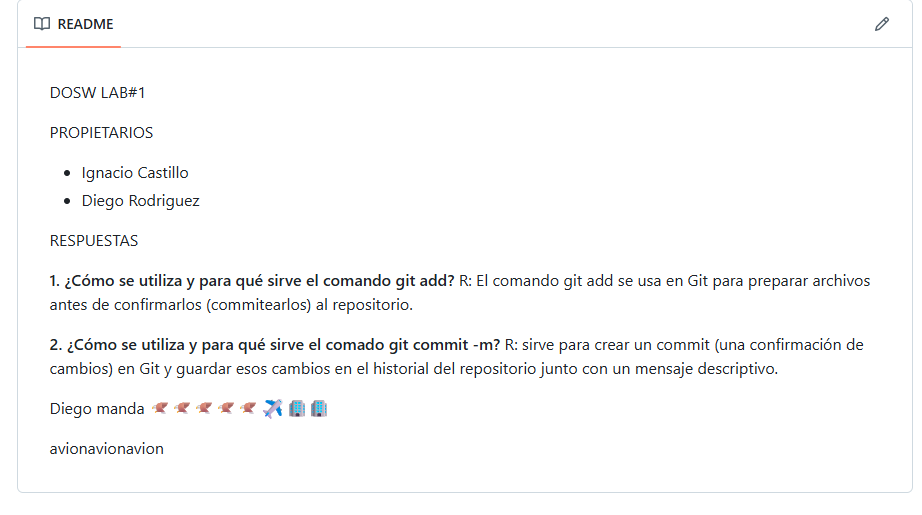 README
DOSW LAB#1
PROPIETARIOS
Ignacio Castillo
Diego Rodriguez
RESPUESTAS
1. ¿Cómo se utiliza y para qué sirve el comando git add? R: El comando git add se usa en Git para preparar archivos
antes de confirmarlos (commitearlos) al repositorio.
2. ¿Cómo se utiliza y para qué sirve el comado git commit -m? R: sirve para crear un commit (una confirmación de
cambios) en Git y guardar esos cambios en el historial del repositorio junto con un mensaje descriptivo.
Diego manda
avionavionavion